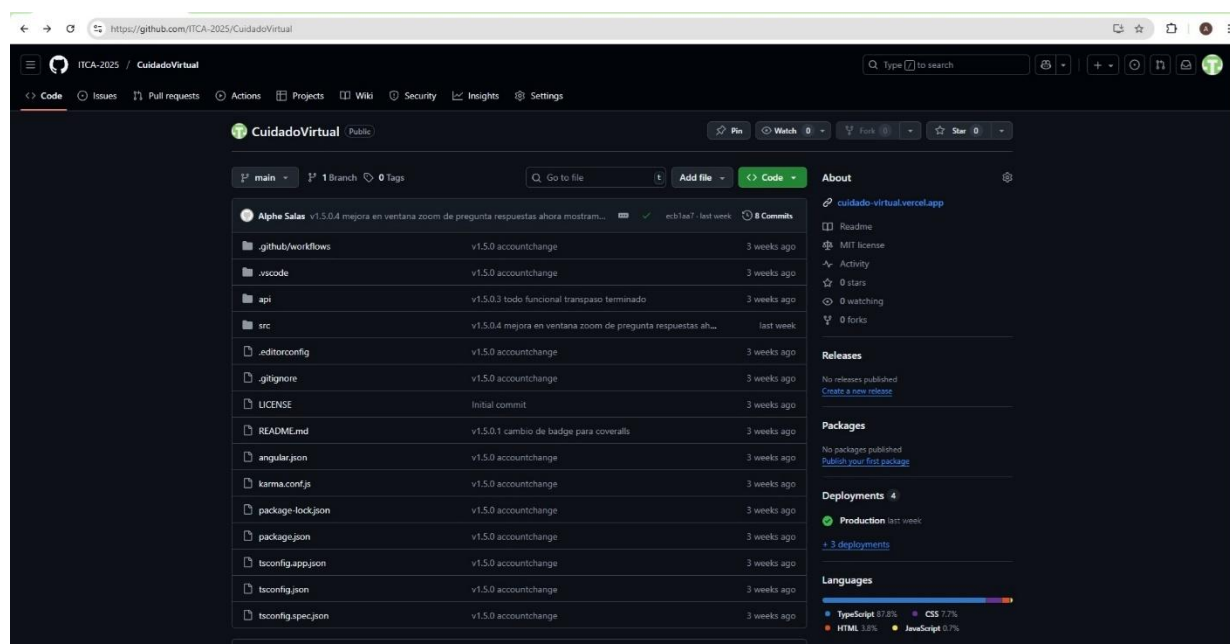 https://github.com/ITCA-2025/CuidadoVirtual
ITCA-2025 / CuidadoVirtual
Type / to search
Code Issues Pull requests Actions Projects Wiki Security Insights Settings
CuidadoVirtual Public
Pin Watch 0 Fork 0 Star 0
main 1 Branch 0 Tags Go to file t Add file Code
Alphe Salas v1.5.0.4 mejora en ventana zoom de pregunta respuestas ahora mostram... ecb1aa7 · last week 8 Commits
.github/workflows v1.5.0 accountchange 3 weeks ago
.vscode v1.5.0 accountchange 3 weeks ago
api v1.5.0.3 todo funcional transpaso terminado 3 weeks ago
src v1.5.0.4 mejora en ventana zoom de pregunta respuestas ah... last week
.editorconfig v1.5.0 accountchange 3 weeks ago
.gitignore v1.5.0 accountchange 3 weeks ago
LICENSE Initial commit 3 weeks ago
README.md v1.5.0.1 cambio de badge para coveralls 3 weeks ago
angular.json v1.5.0 accountchange 3 weeks ago
karma.conf.js v1.5.0 accountchange 3 weeks ago
package-lock.json v1.5.0 accountchange 3 weeks ago
package.json v1.5.0 accountchange 3 weeks ago
tsconfig.app.json v1.5.0 accountchange 3 weeks ago
tsconfig.json v1.5.0 accountchange 3 weeks ago
tsconfig.spec.json v1.5.0 accountchange 3 weeks ago
About
cuidado-virtual.vercel.app
Readme
MIT license
Activity
0 stars
0 watching
0 forks
Releases
No releases published
Create a new release
Packages
No packages published
Publish your first package
Deployments 4
Production last week
+ 3 deployments
Languages
TypeScript 87.8% CSS 7.7%
HTML 3.8% JavaScript 0.7%